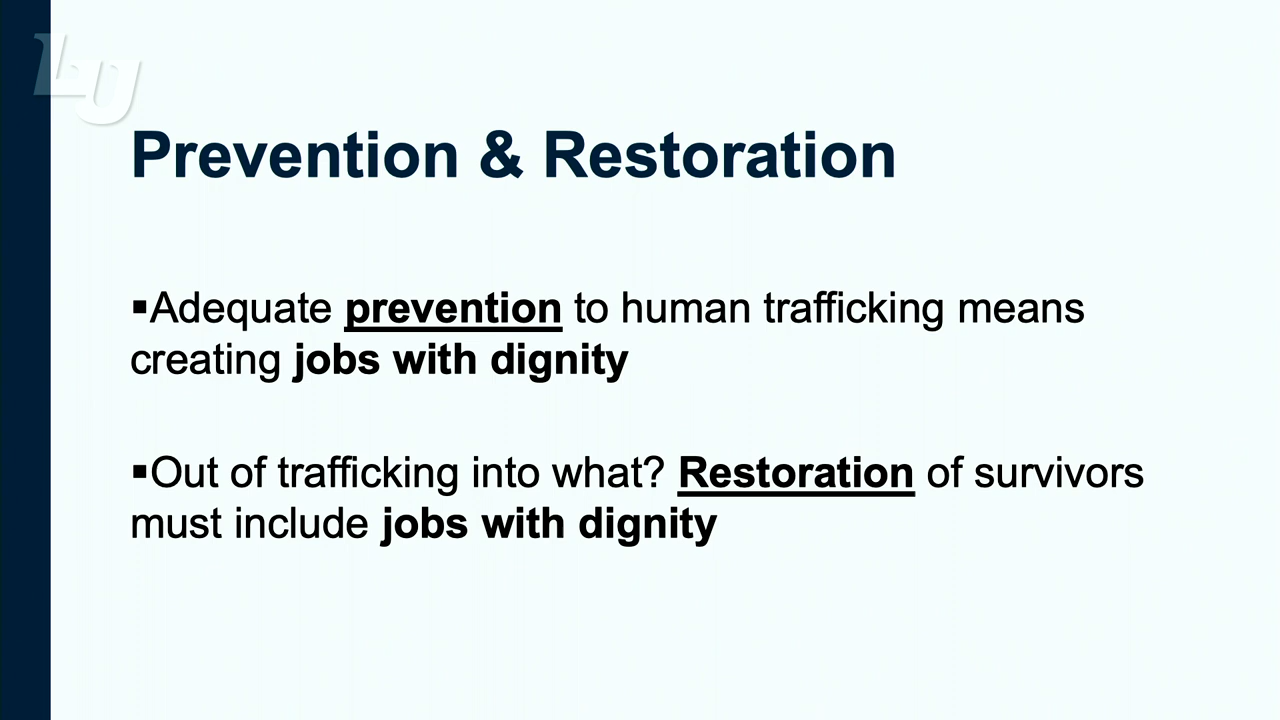 LU
Prevention & Restoration
▪Adequate prevention to human trafficking means
creating jobs with dignity
▪Out of trafficking into what? Restoration of survivors
must include jobs with dignity